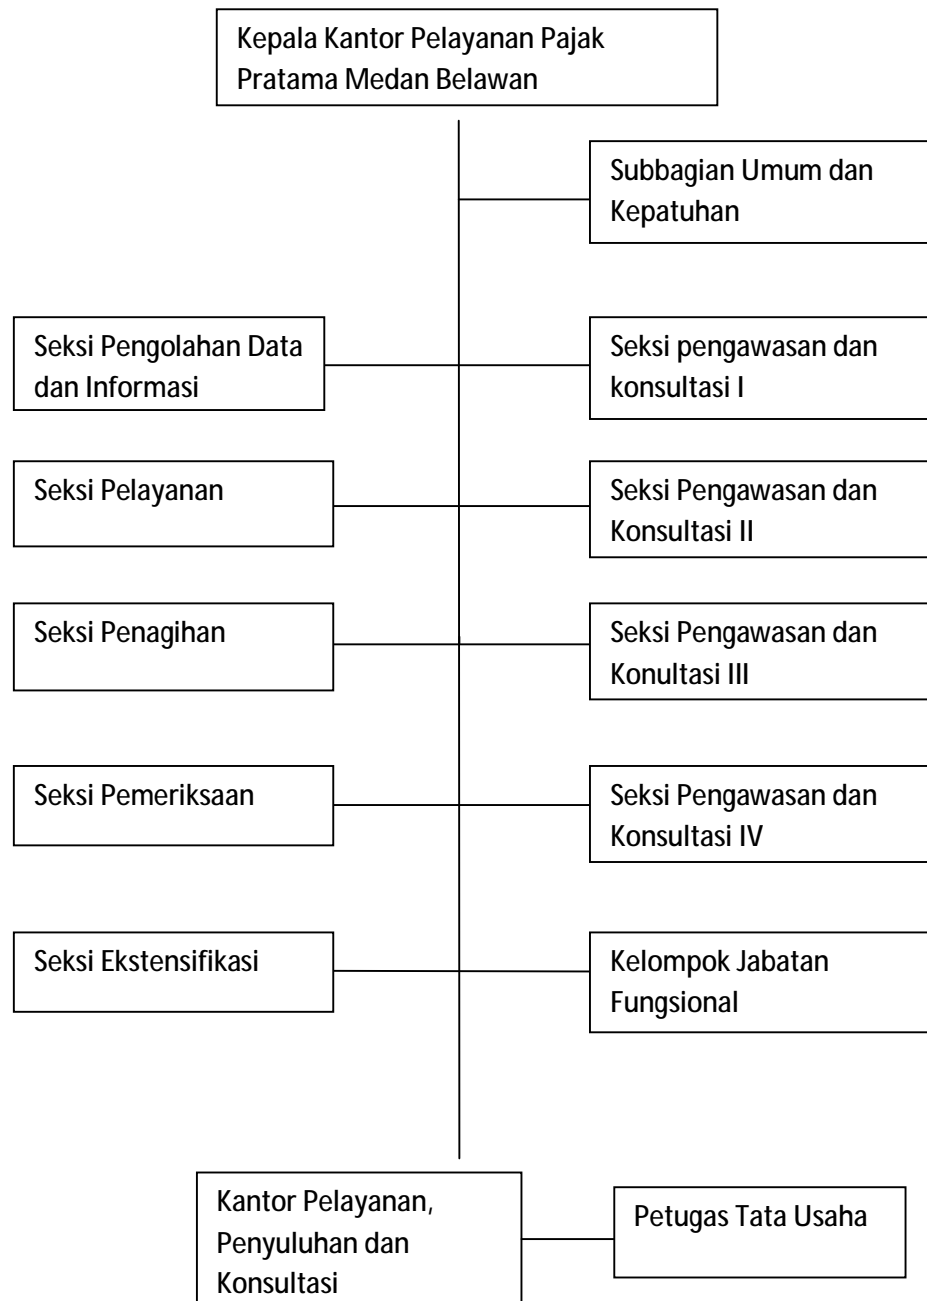 Kepala Kantor Pelayanan Pajak
Pratama Medan Belawan
Subbagian Umum dan
Kepatuhan
Seksi Pengolahan Data
dan Informasi
Seksi pengawasan dan
konsultasi I
Seksi Pelayanan
Seksi Pengawasan dan
Konsultasi II
Seksi Penagihan
Seksi Pengawasan dan
Konultasi III
Seksi Pemeriksaan
Seksi Pengawasan dan
Konsultasi IV
Seksi Ekstensifikasi
Kelompok Jabatan
Fungsional
Kantor Pelayanan,
Penyuluhan dan
Konsultasi
Petugas Tata Usaha